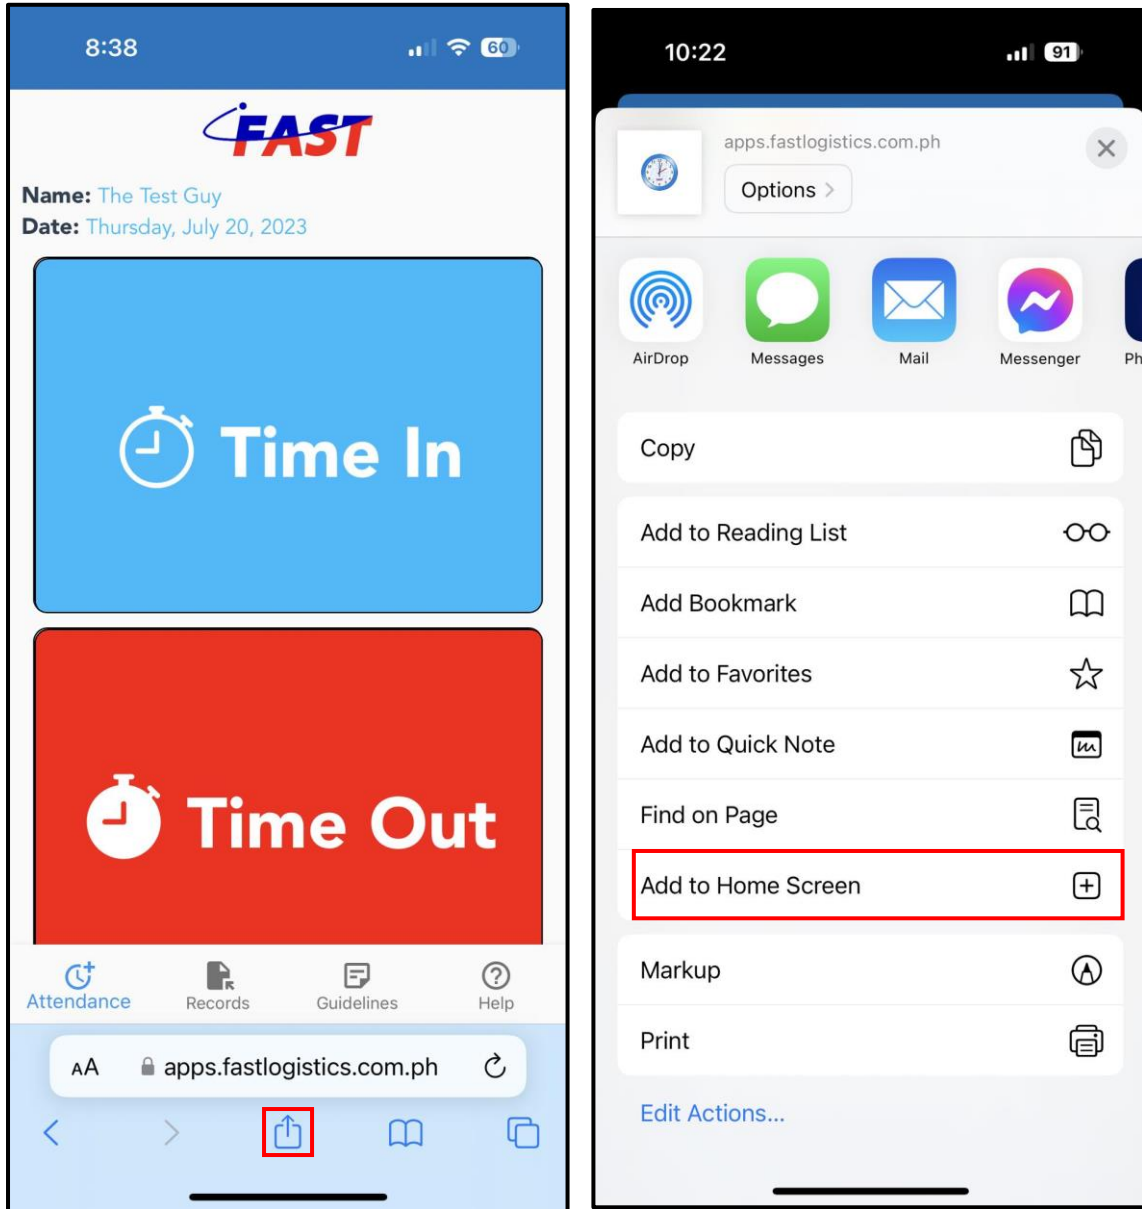 8:38
60
FAST
Name: The Test Guy
Date: Thursday, July 20, 2023
Time In
Time Out
Attendance
Records
Guidelines
Help
AA
apps.fastlogistics.com.ph
10:22
91
apps.fastlogistics.com.ph
Options
AirDrop
Messages
Mail
Messenger
Ph
Copy
Add to Reading List
Add Bookmark
Add to Favorites
Add to Quick Note
Find on Page
Add to Home Screen
Markup
Print
Edit Actions...